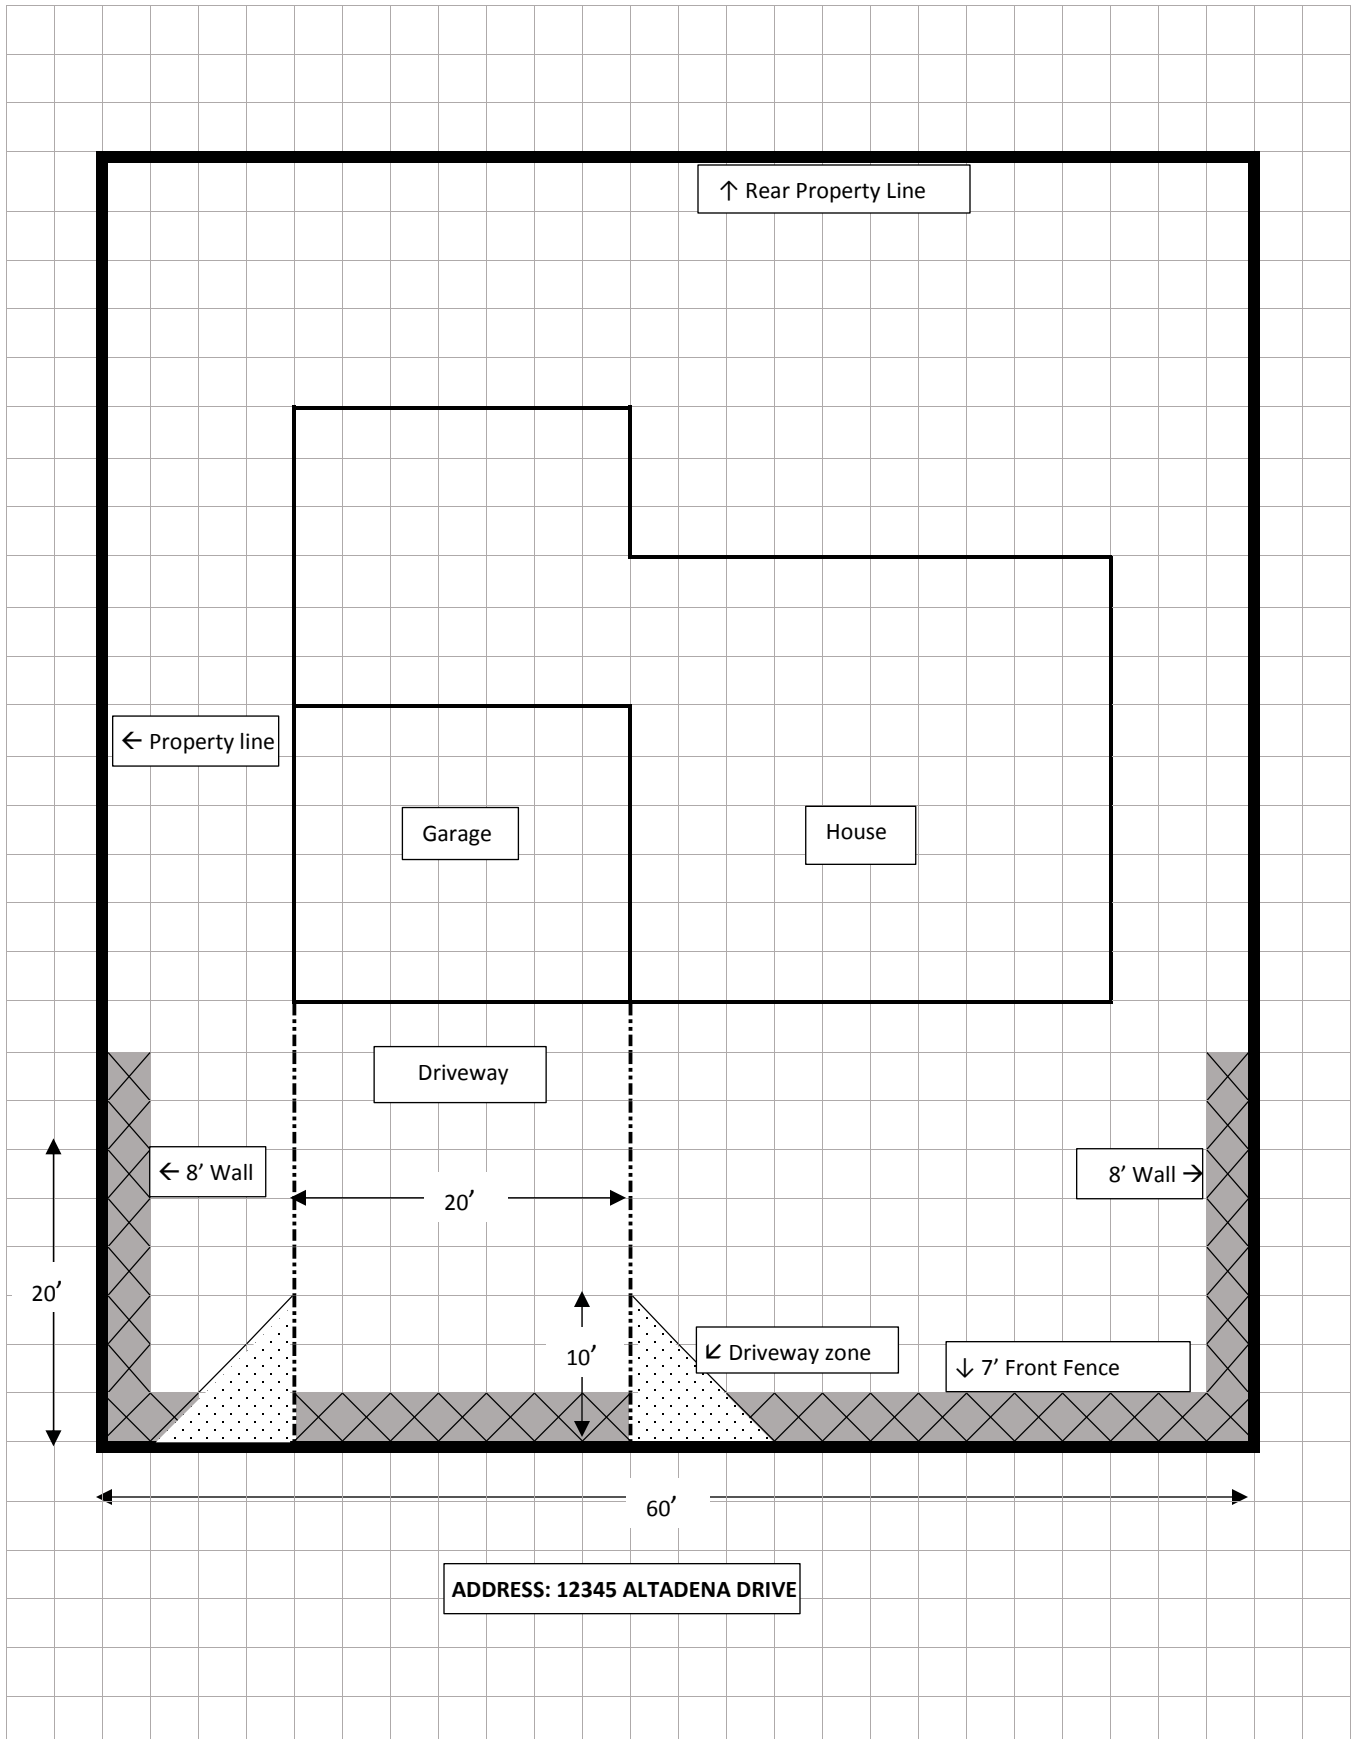 ↑ Rear Property Line
← Property line
Garage
House
Driveway
← 8’ Wall
8’ Wall →
20’
20’
10’
↙ Driveway zone
↓ 7’ Front Fence
60’
ADDRESS: 12345 ALTADENA DRIVE